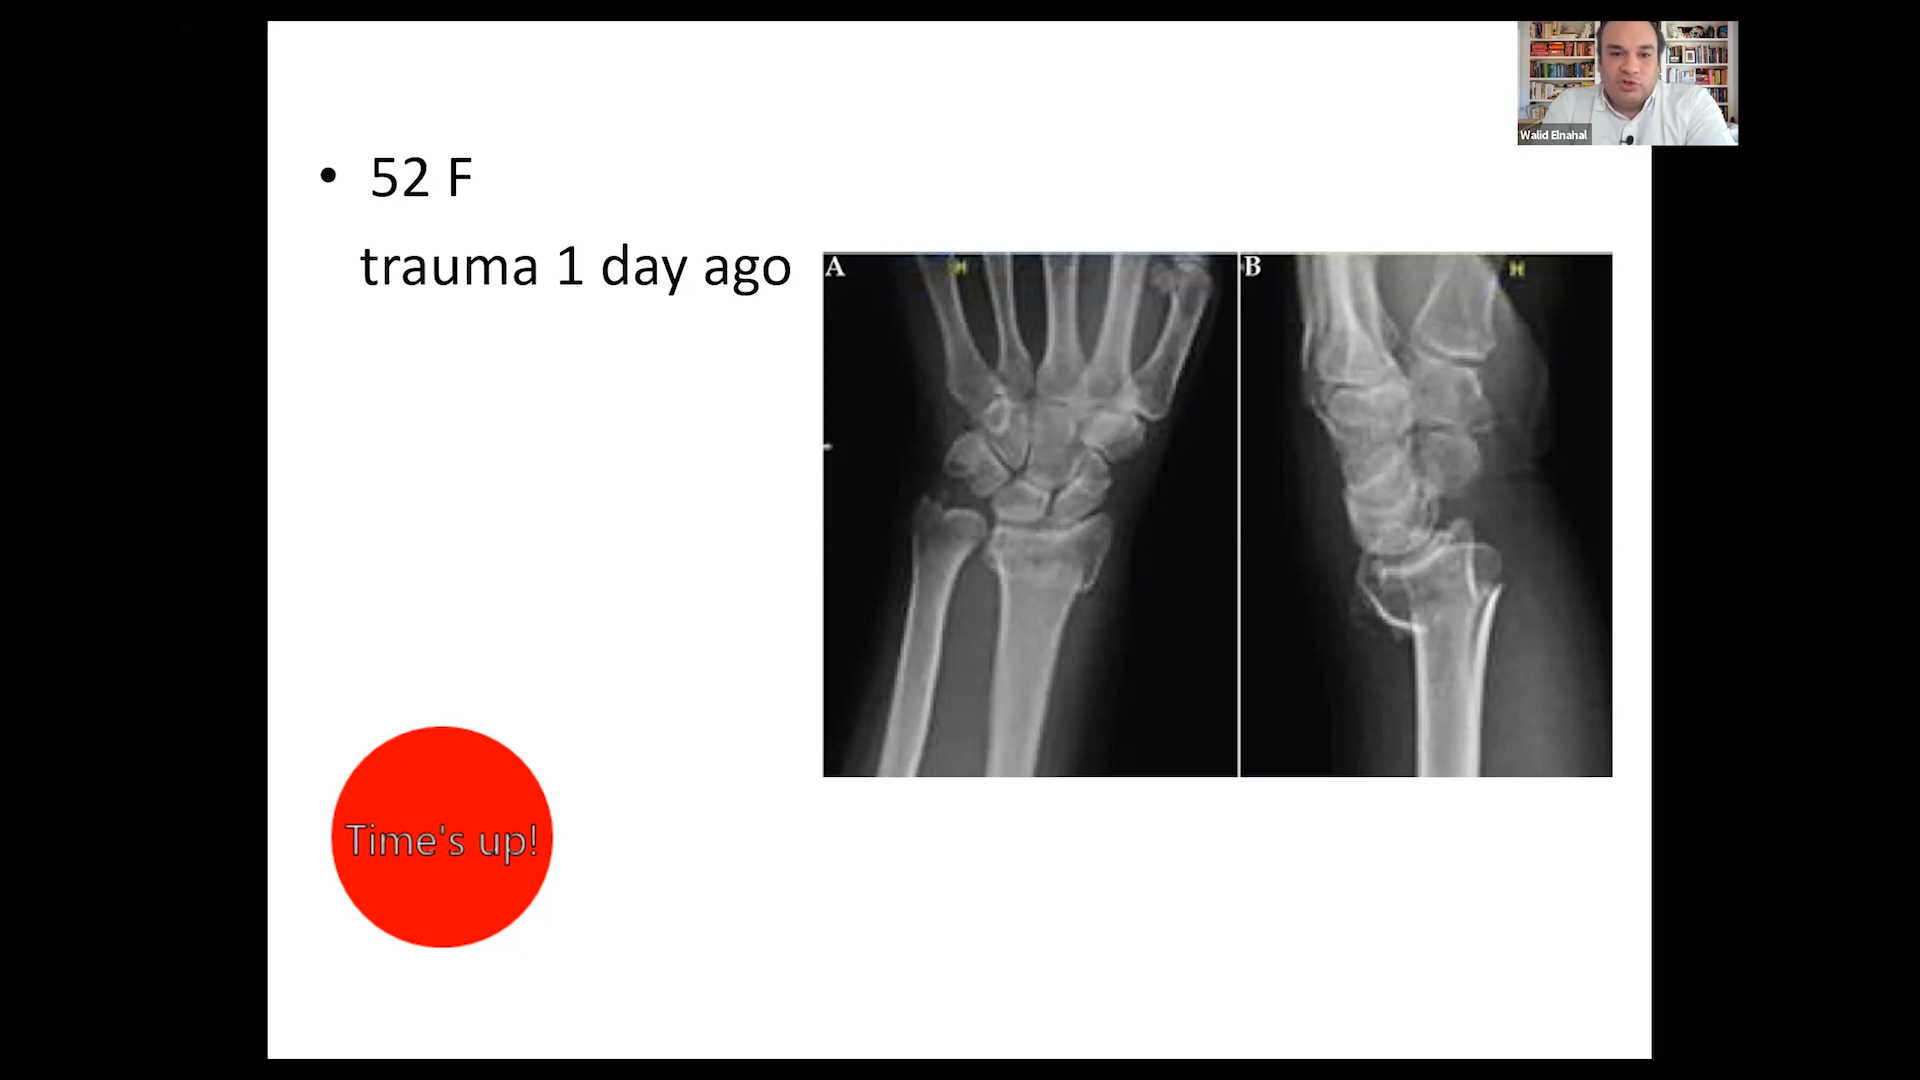 Walid Elnahal
• 52 F
trauma 1 day ago
A
H
B
H
Time's up!